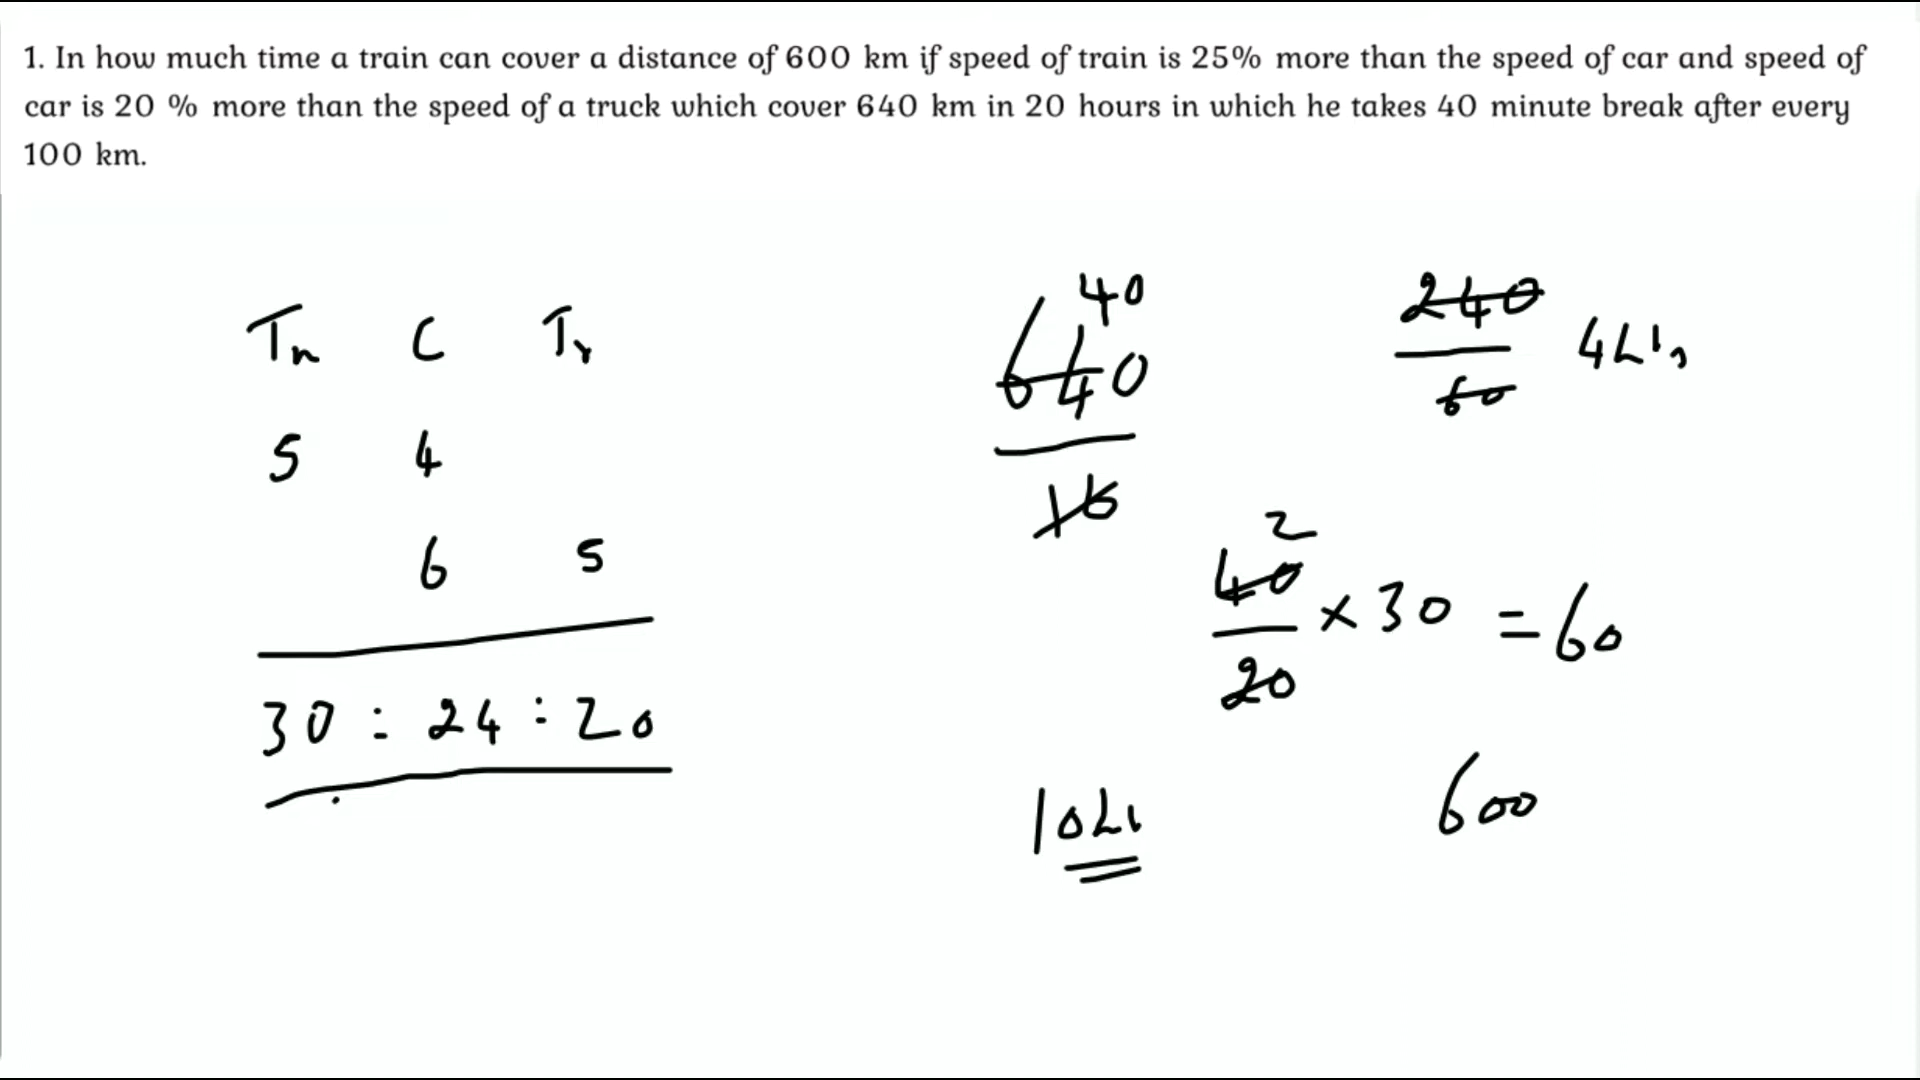 1. In how much time a train can cover a distance of 600 km if speed of train is 25% more than the speed of car and speed of
car is 20 % more than the speed of a truck which cover 640 km in 20 hours in which he takes 40 minute break after every
100 km.
Tn C Tr
5 4
6 5
30 : 24 : 20
40
640
16
240
60
4h
2
40
20
× 30 = 60
600
10h